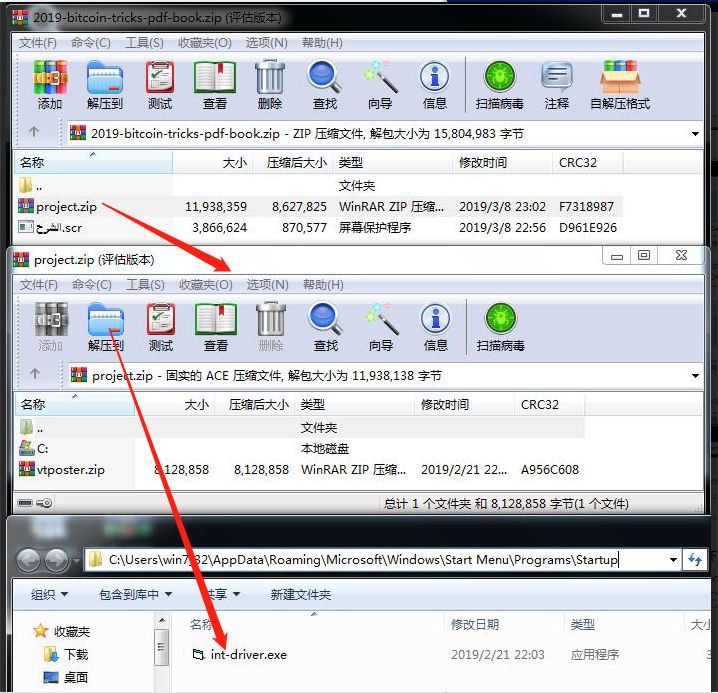 2019-bitcoin-tricks-pdf-book.zip (评估版本)
文件(F) 命令(C) 工具(S) 收藏夹(O) 选项(N) 帮助(H)
添加 解压到 测试 查看 删除 查找 向导 信息 扫描病毒 注释 自解压格式
2019-bitcoin-tricks-pdf-book.zip - ZIP 压缩文件, 解包大小为 15,804,983 字节
名称 大小 压缩后大小 类型 修改时间 CRC32
.. 文件夹
project.zip 11,938,359 8,627,825 WinRAR ZIP 压缩... 2019/3/8 23:02 F7318987
الشرح.scr 3,866,624 870,577 屏幕保护程序 2019/3/8 22:56 D961E926
project.zip (评估版本)
文件(F) 命令(C) 工具(S) 收藏夹(O) 选项(N) 帮助(H)
添加 解压到 测试 查看 删除 查找 向导 信息 扫描病毒
project.zip - 固实的 ACE 压缩文件, 解包大小为 11,938,138 字节
名称 大小 压缩后大小 类型 修改时间 CRC32
.. 文件夹
C: 本地磁盘
vtposter.zip 8,128,858 8,128,858 WinRAR ZIP 压缩... 2019/2/21 22... A956C608
总计 1 个文件夹 和 8,128,858 字节(1 个文件)
C:\Users\win7_32\AppData\Roaming\Microsoft\Windows\Start Menu\Programs\Startup
组织 包含到库中 共享 新建文件夹
收藏夹 名称 修改日期 类型 大小
下载 int-driver.exe 2019/2/21 22:03 应用程序
桌面